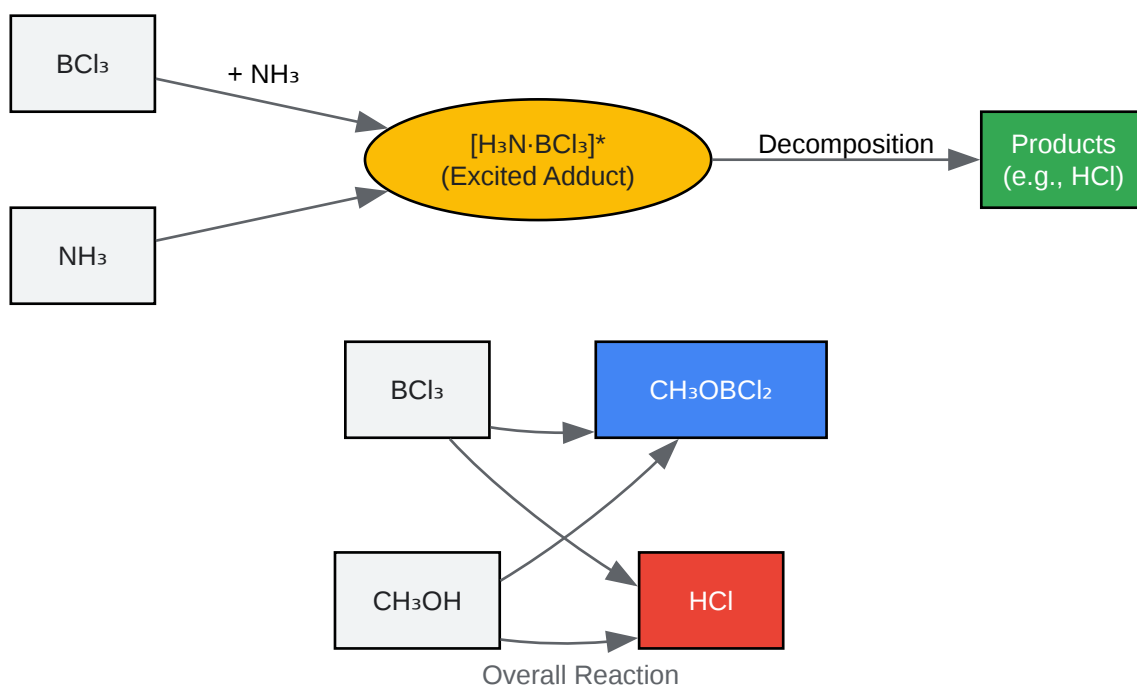 BCl₃
+ NH₃
NH₃
[H₃N·BCl₃]*
(Excited Adduct)
Decomposition
Products
(e.g., HCl)
BCl₃
CH₃OBCl₂
CH₃OH
HCl
Overall Reaction